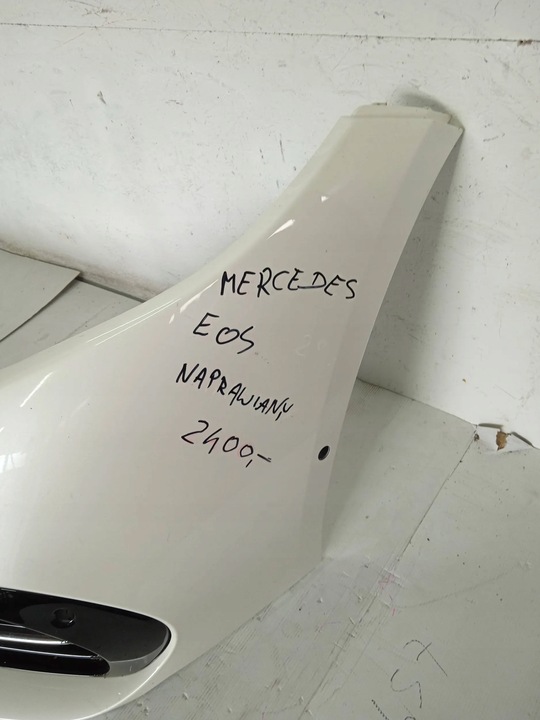 MERCEDES
EOS
NAPRAWIANY
2400,-